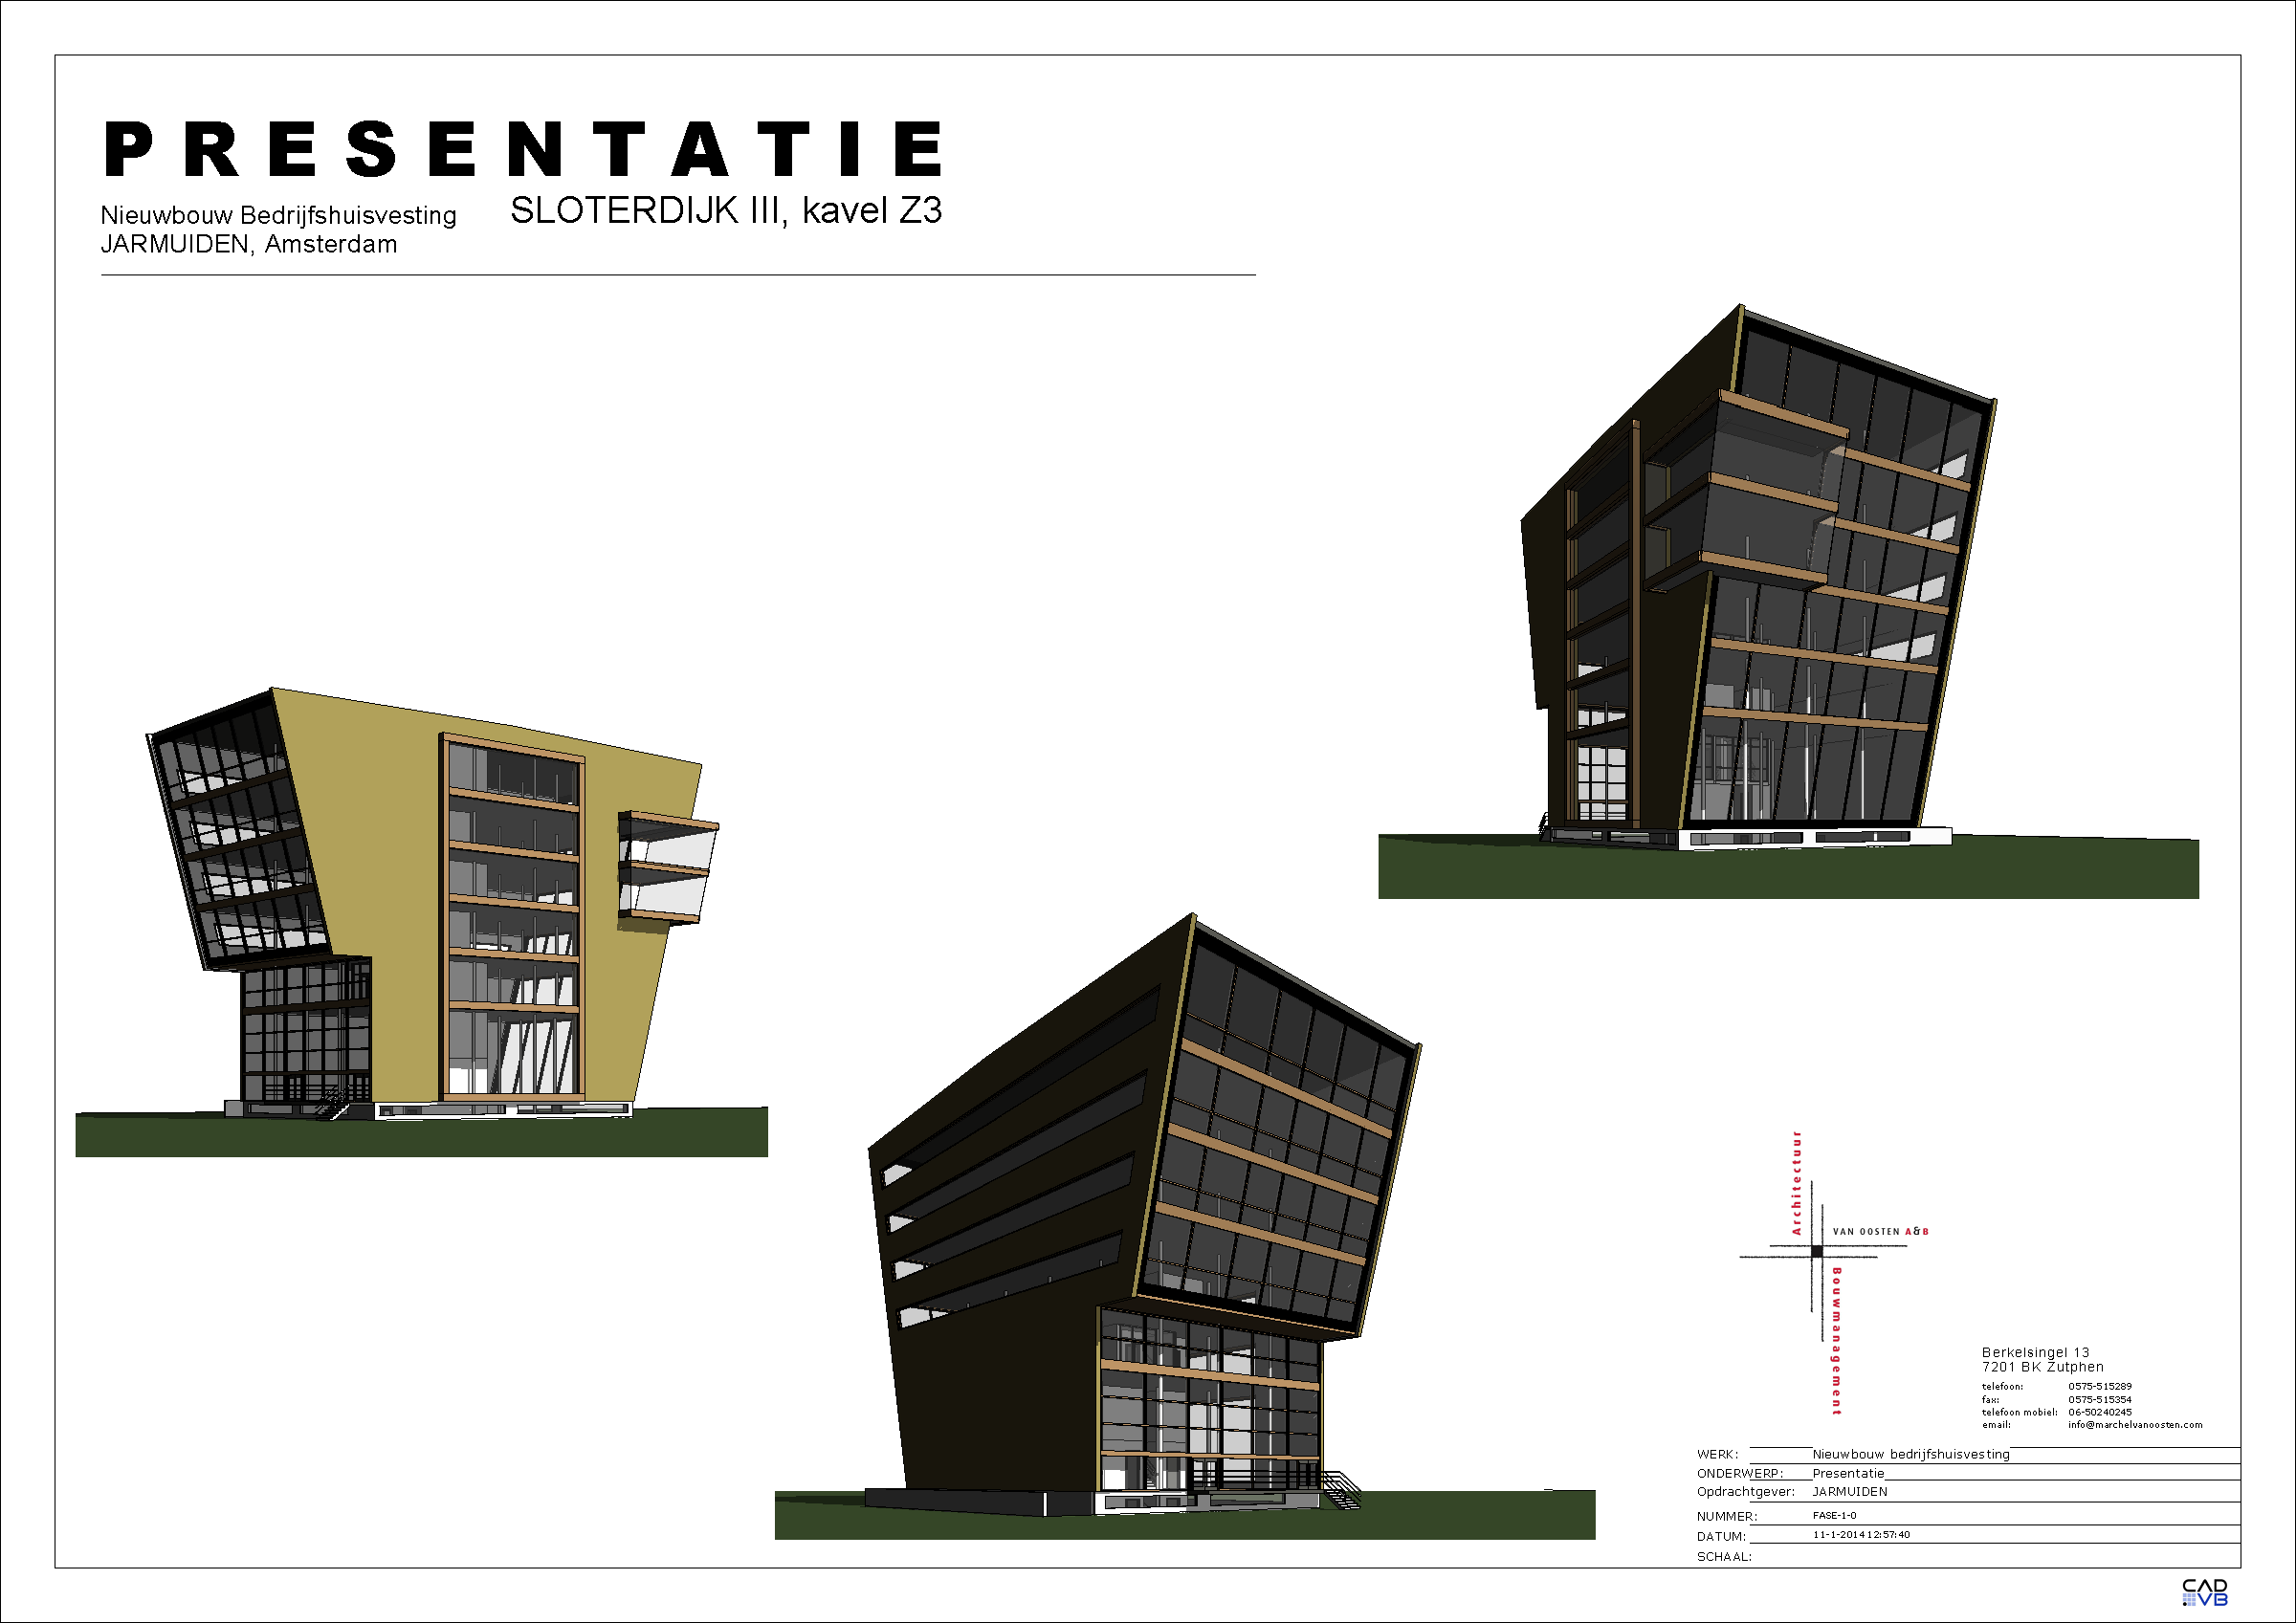 PRESENTATIE
Nieuwbouw Bedrijfshuisvesting
SLOTERDIJK III, kavel Z3
JARMUIDEN, Amsterdam
Architectuur
VAN OOSTEN A&B
Bouwmanagement
Berkelsingel 13
7201 BK Zutphen
telefoon: 0575-515289
fax: 0575-515354
telefoon mobiel: 06-50240245
email: info@marchelvanoosten.com
WERK: Nieuwbouw bedrijfshuisvesting
ONDERWERP: Presentatie
Opdrachtgever: JARMUIDEN
NUMMER: FASE-1-0
DATUM: 11-1-2014 12:57:40
SCHAAL:
CAD
VB